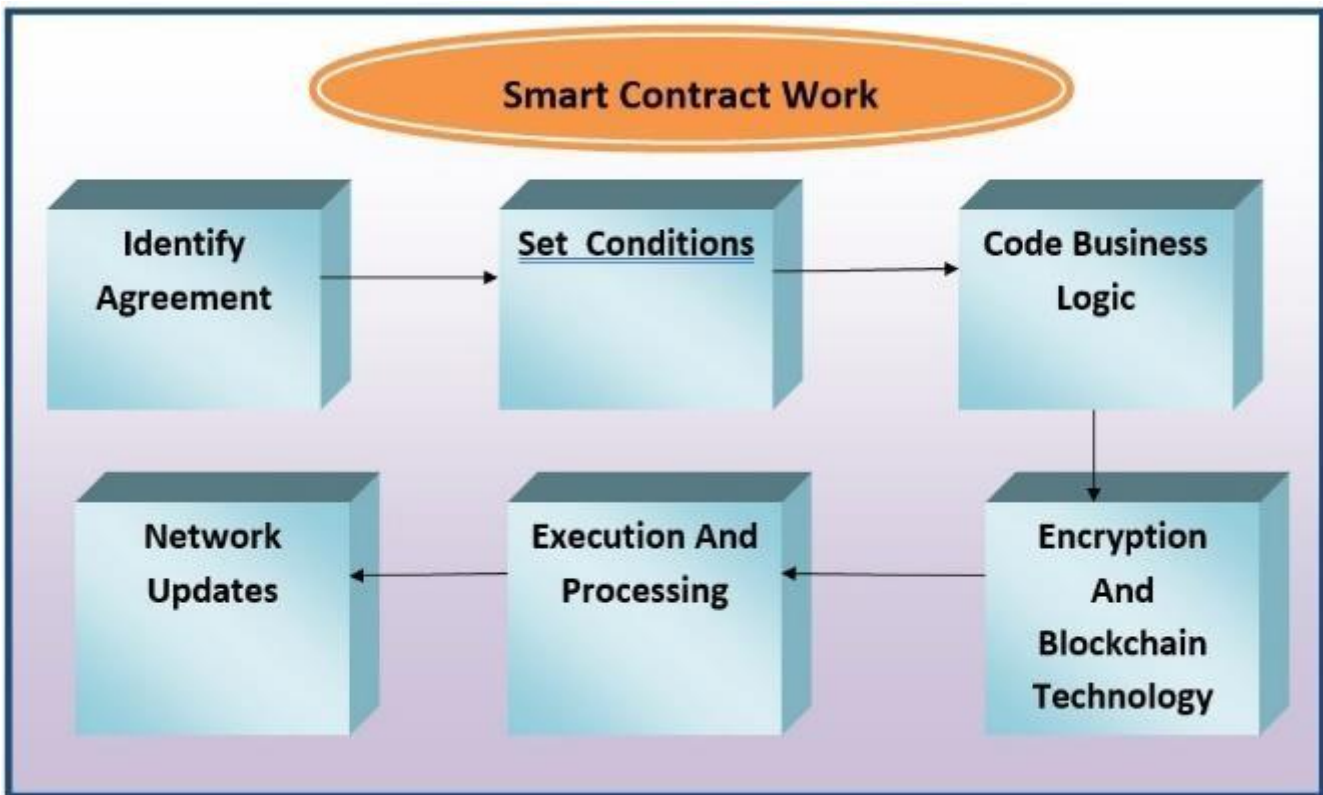 Smart Contract Work
Identify
Agreement
Set Conditions
Code Business
Logic
Encryption
And
Blockchain
Technology
Execution And
Processing
Network
Updates